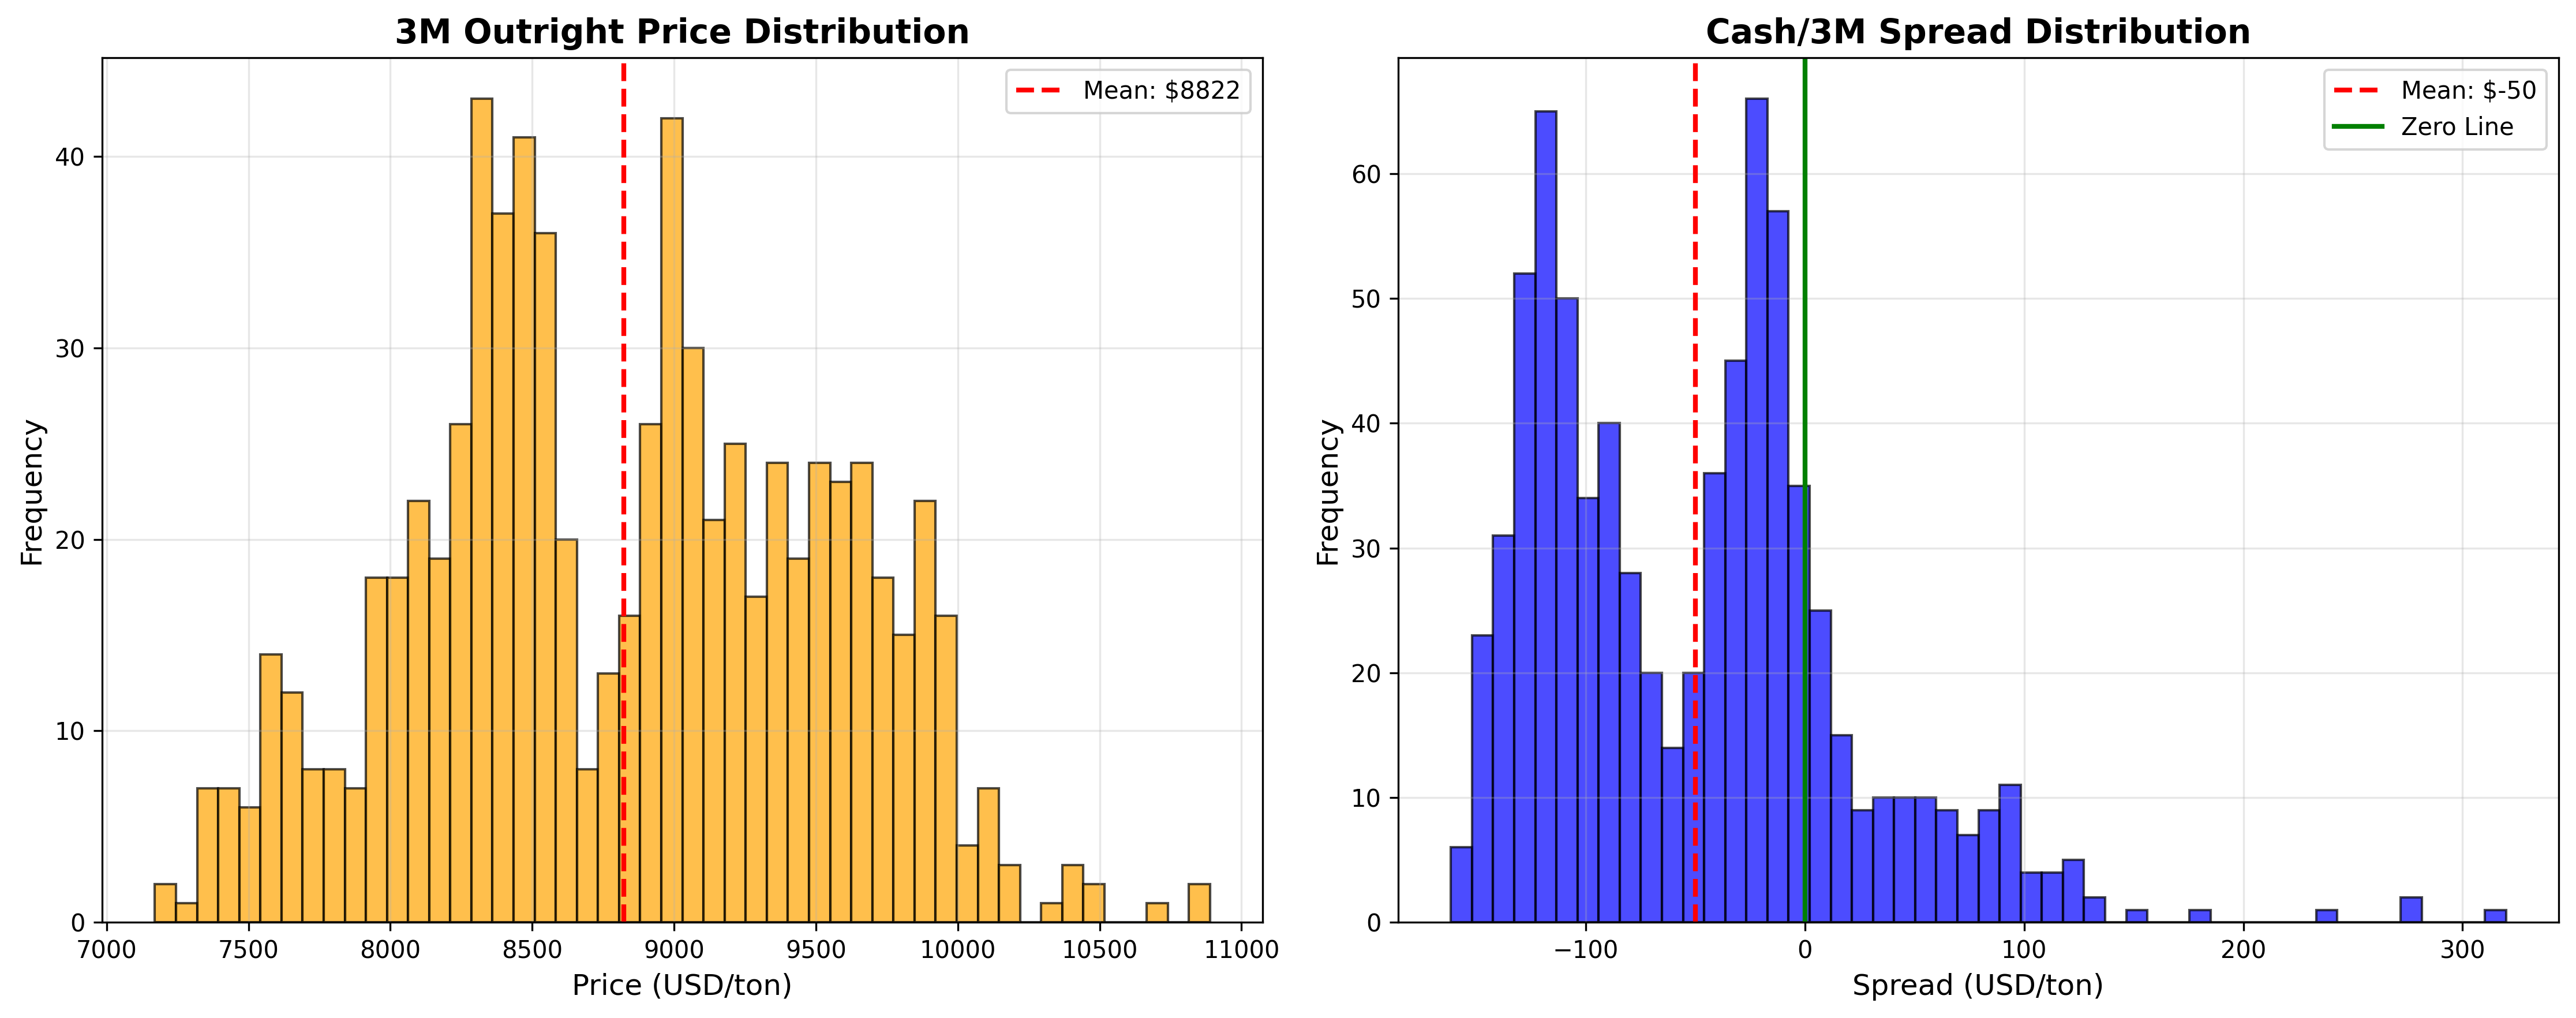 3M Outright Price Distribution
Mean: $8822
Frequency
40
30
20
10
0
7000 7500 8000 8500 9000 9500 10000 10500 11000
Price (USD/ton)
Cash/3M Spread Distribution
Mean: $-50
Zero Line
Frequency
60
50
40
30
20
10
0
−100 0 100 200 300
Spread (USD/ton)